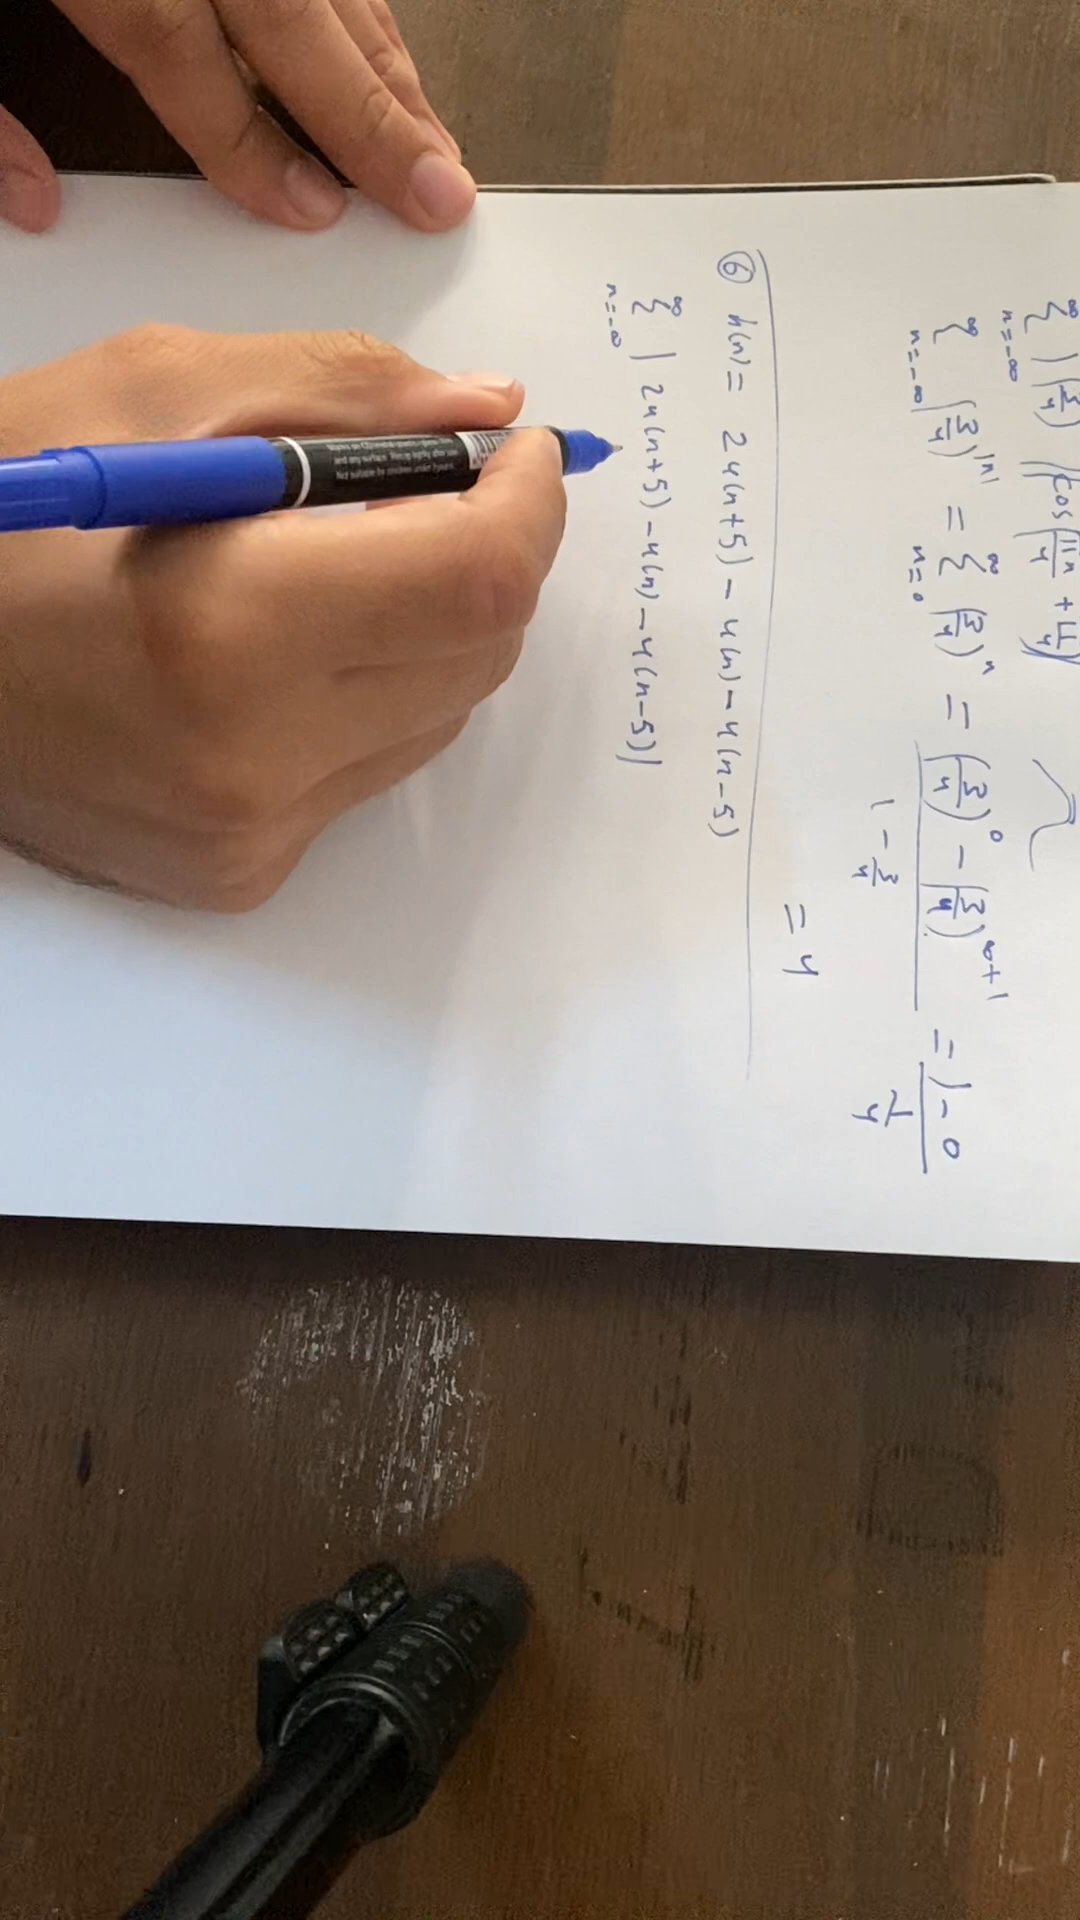 ∑_{n=-∞}^{∞} |(3/4)| |cos(πn/4 + π/4)|
∑_{n=-∞}^{∞} (3/4)^{|n|} = ∑_{n=0}^{∞} (3/4)^n = ((3/4)^0 - (3/4)^{∞+1}) / (1 - 3/4) = (1 - 0) / (1/4)
= 4
⑥ h(n) = 2u(n+5) - u(n) - u(n-5)
∑_{n=-∞}^{∞} | 2u(n+5) - u(n) - u(n-5) |